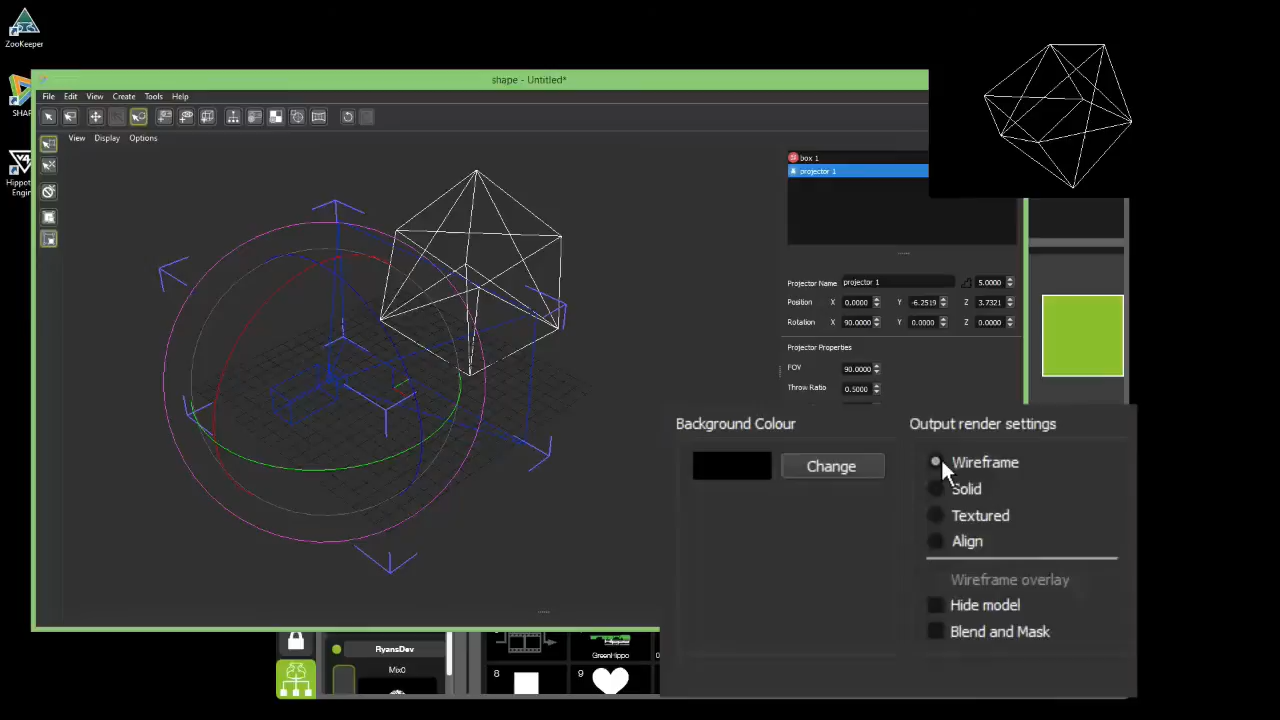 ZooKeeper
shape - Untitled*
File Edit View Create Tools Help
View Display Options
SHAP
Hippot
Engin
box 1
projector 1
Projector Name projector 1 5.0000
Position X 0.0000 Y -6.2519 Z 3.7321
Rotation X 90.0000 Y 0.0000 Z 0.0000
Projector Properties
FOV 90.0000
Throw Ratio 0.5000
Background Colour
Change
Output render settings
Wireframe
Solid
Textured
Align
Wireframe overlay
Hide model
Blend and Mask
RyansDev
Mix0
GreenHippo
8 9